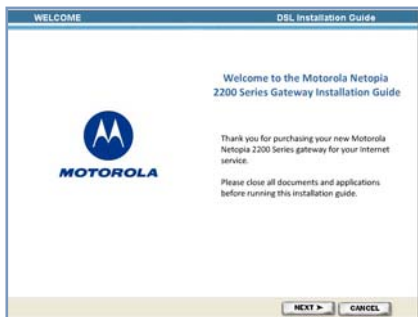 WELCOME
DSL Installation Guide
Welcome to the Motorola Netopia
2200 Series Gateway Installation Guide
MOTOROLA
Thank you for purchasing your new Motorola
Netopia 2200 Series gateway for your Internet
service.
Please close all documents and applications
before running this installation guide.
NEXT
CANCEL